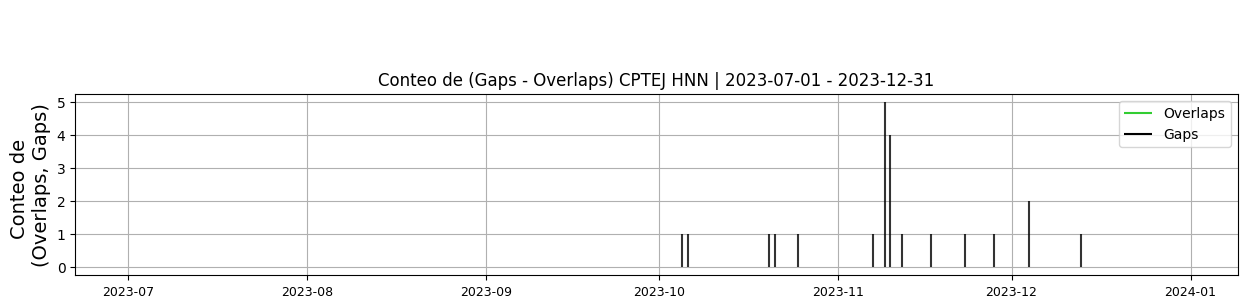 Conteo de (Gaps - Overlaps) CPTEJ HNN | 2023-07-01 - 2023-12-31
Conteo de
(Overlaps, Gaps)
5
4
3
2
1
0
Overlaps
Gaps
2023-07
2023-08
2023-09
2023-10
2023-11
2023-12
2024-01